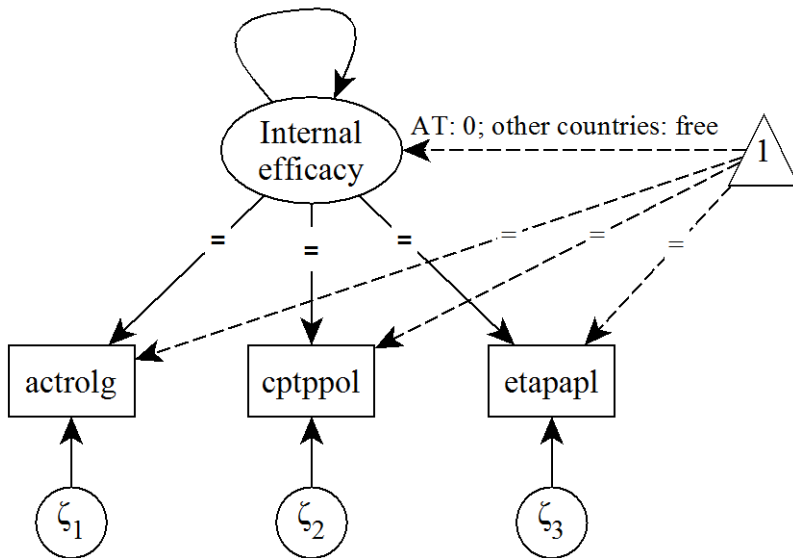 AT: 0; other countries: free
Internal
efficacy
1
= = = = = =
actrolg cptppol etapapl
ζ1 ζ2 ζ3